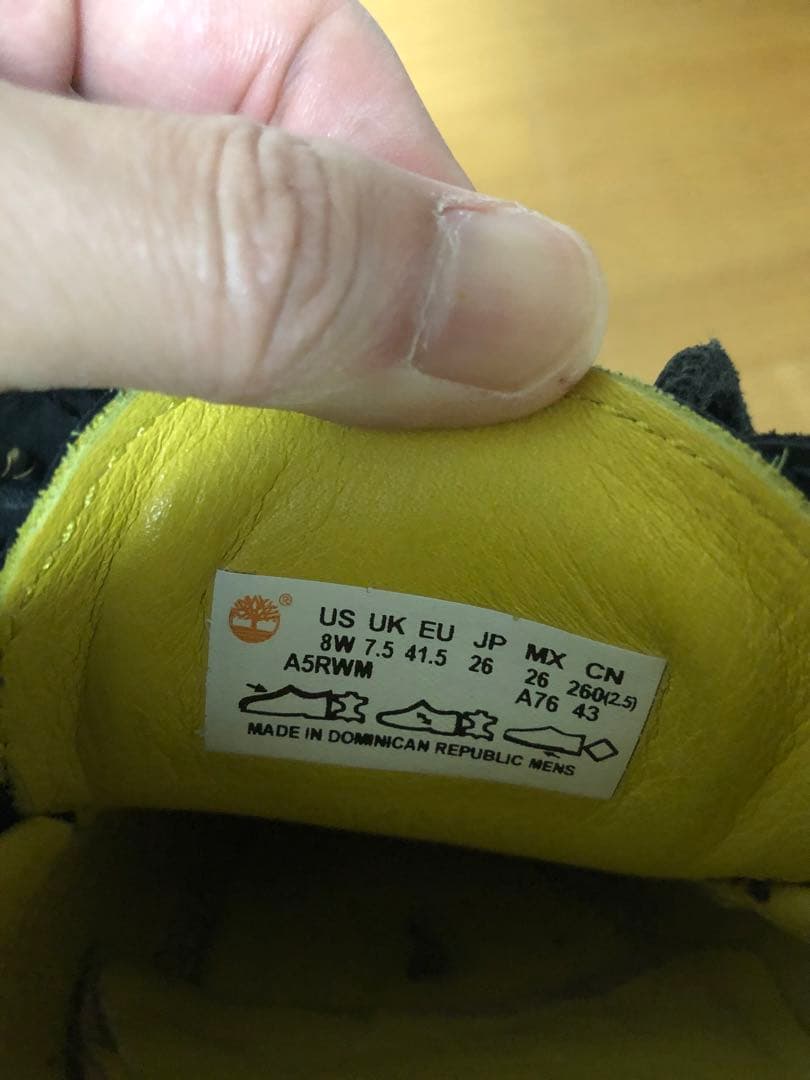 ®
US UK EU JP MX CN
8W 7.5 41.5 26 26 260(2.5)
A5RWM A76 43
MADE IN DOMINICAN REPUBLIC MENS